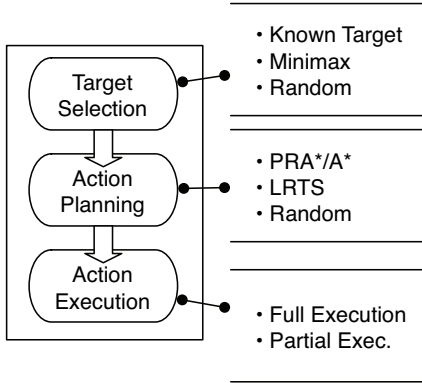 Target
Selection
Action
Planning
Action
Execution
• Known Target
• Minimax
• Random
• PRA*/A*
• LRTS
• Random
• Full Execution
• Partial Exec.